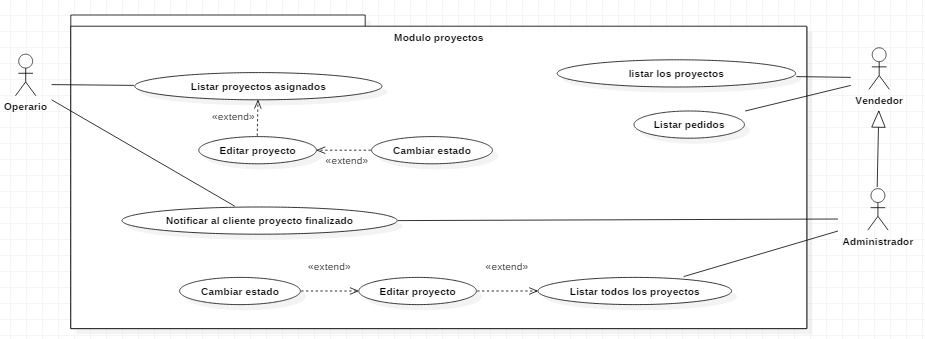 Modulo proyectos
Operario
Listar proyectos asignados
«extend»
Editar proyecto
Cambiar estado
«extend»
listar los proyectos
Listar pedidos
Vendedor
Notificar al cliente proyecto finalizado
Administrador
«extend»
«extend»
Cambiar estado
Editar proyecto
Listar todos los proyectos